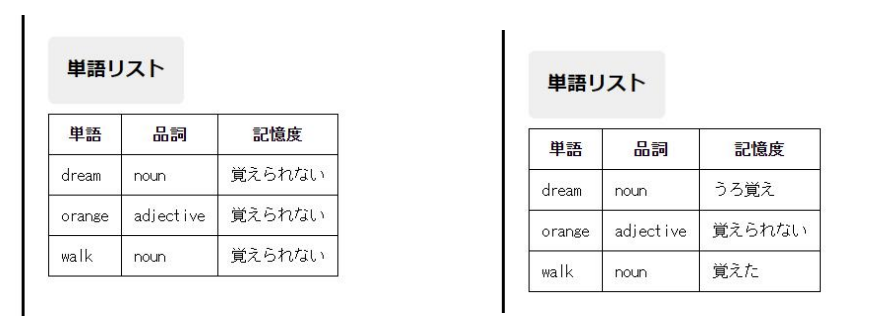 単語リスト
単語 品詞 記憶度
dream noun 覚えられない
orange adjective 覚えられない
walk noun 覚えられない
単語リスト
単語 品詞 記憶度
dream noun うろ覚え
orange adjective 覚えられない
walk noun 覚えた